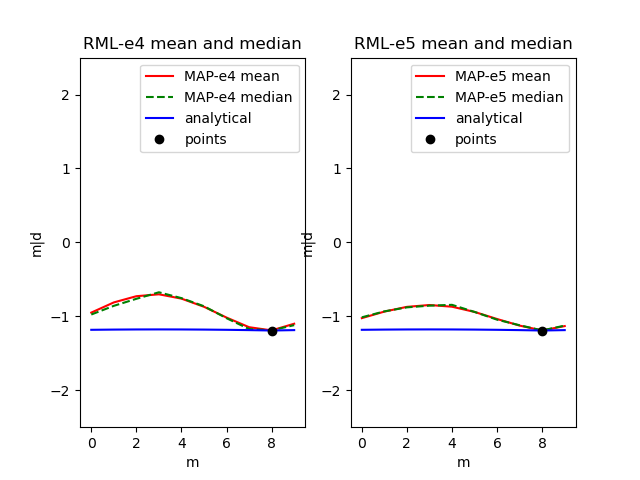 RML-e4 mean and median
MAP-e4 mean
MAP-e4 median
analytical
points
m|d
2
1
0
−1
−2
0 2 4 6 8
m
RML-e5 mean and median
MAP-e5 mean
MAP-e5 median
analytical
points
m|d
2
1
0
−1
−2
0 2 4 6 8
m